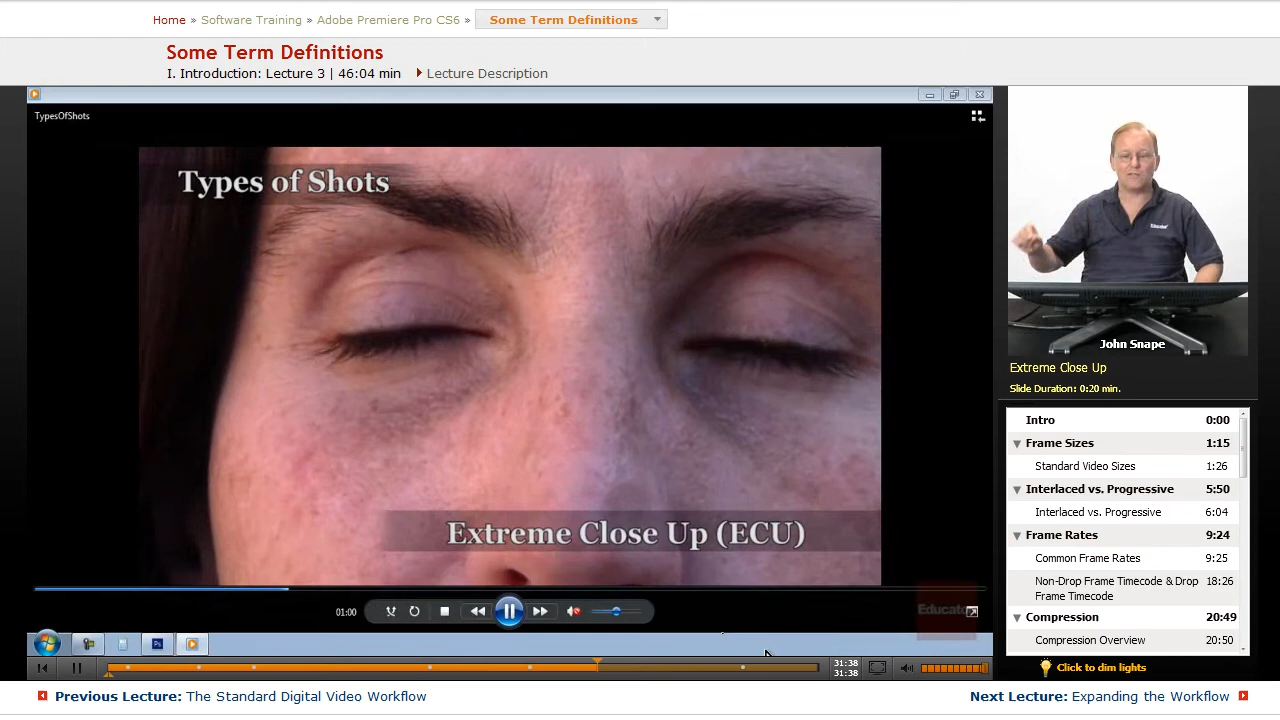 Home » Software Training » Adobe Premiere Pro CS6 » Some Term Definitions
Some Term Definitions
I. Introduction: Lecture 3 | 46:04 min Lecture Description
TypesOfShots
Types of Shots
Extreme Close Up (ECU)
01:00
Educator
Educator
John Snape
Extreme Close Up
Slide Duration: 0:20 min.
Intro 0:00
Frame Sizes 1:15
Standard Video Sizes 1:26
Interlaced vs. Progressive 5:50
Interlaced vs. Progressive 6:04
Frame Rates 9:24
Common Frame Rates 9:25
Non-Drop Frame Timecode & Drop 18:26
Frame Timecode
Compression 20:49
Compression Overview 20:50
31:38
31:38
Click to dim lights
Previous Lecture: The Standard Digital Video Workflow
Next Lecture: Expanding the Workflow